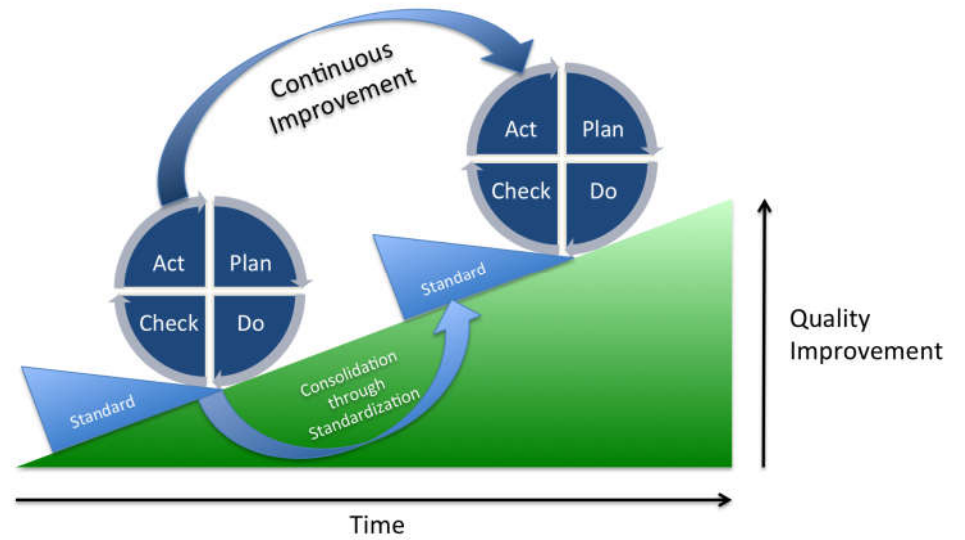 Continuous
Improvement
Act
Plan
Check
Do
Act
Plan
Check
Do
Standard
Standard
Consolidation
through
Standardization
Quality
Improvement
Time